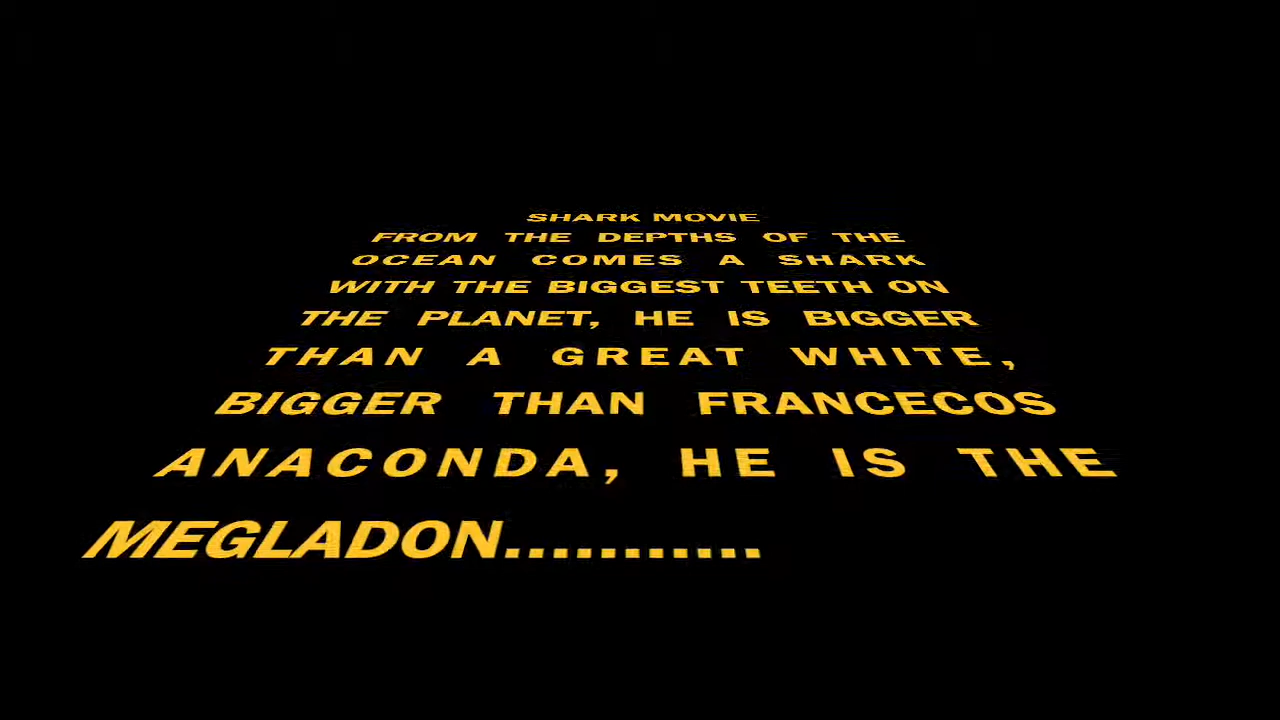 SHARK MOVIE
FROM THE DEPTHS OF THE
OCEAN COMES A SHARK
WITH THE BIGGEST TEETH ON
THE PLANET, HE IS BIGGER
THAN A GREAT WHITE,
BIGGER THAN FRANCECOS
ANACONDA, HE IS THE
MEGLADON...........